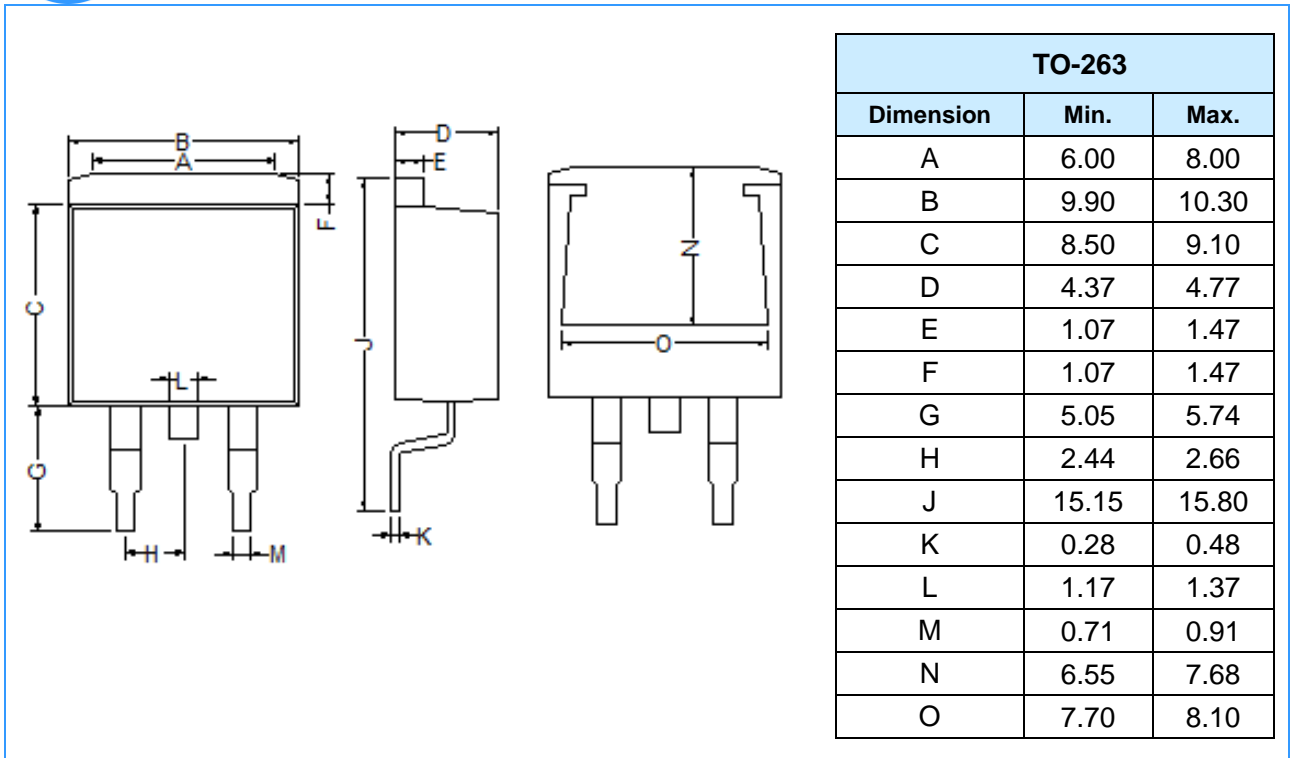 B
A
F
C
L
G
H
M
D
E
J
K
N
O
TO-263
Dimension Min. Max.
A 6.00 8.00
B 9.90 10.30
C 8.50 9.10
D 4.37 4.77
E 1.07 1.47
F 1.07 1.47
G 5.05 5.74
H 2.44 2.66
J 15.15 15.80
K 0.28 0.48
L 1.17 1.37
M 0.71 0.91
N 6.55 7.68
O 7.70 8.10